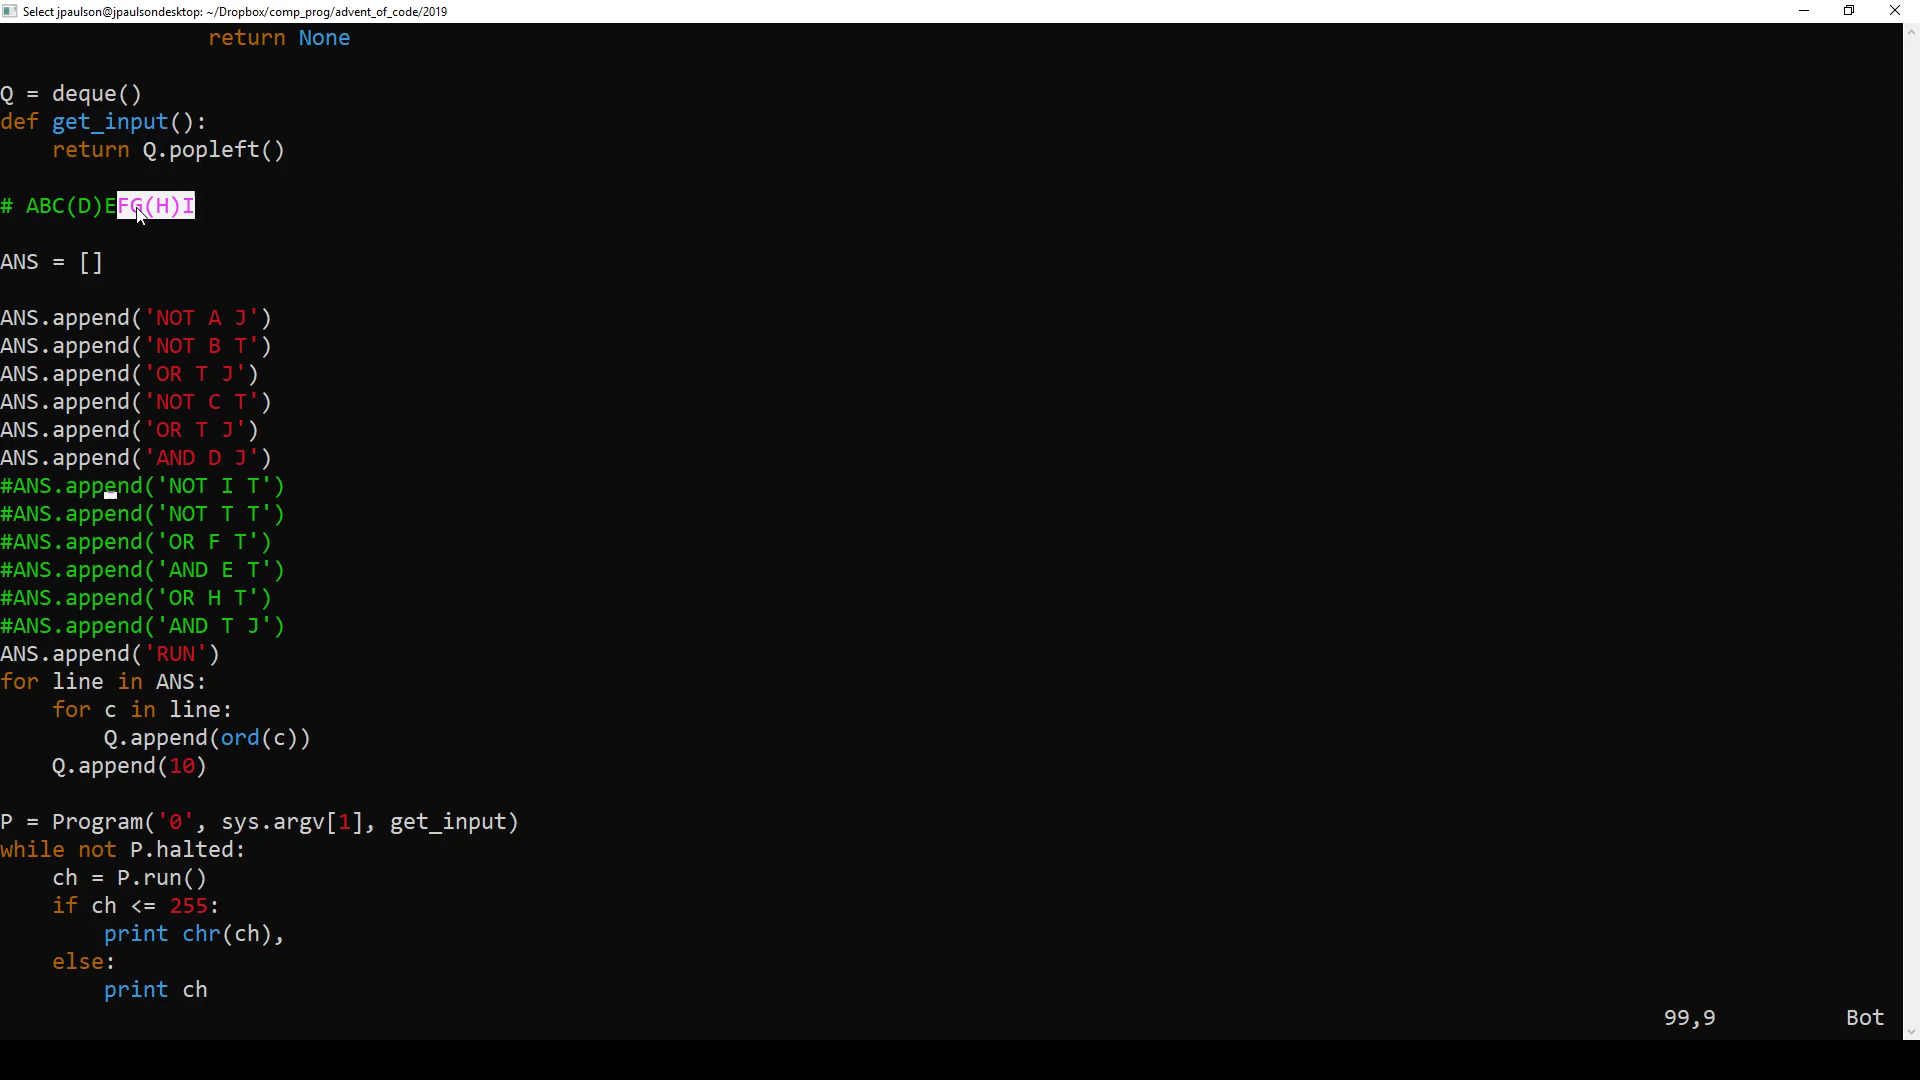 Select jpaulson@jpaulsondesktop: ~/Dropbox/comp_prog/advent_of_code/2019
return None
Q = deque()
def get_input():
    return Q.popleft()
# ABC(D)EFG(H)I
ANS = []
ANS.append('NOT A J')
ANS.append('NOT B T')
ANS.append('OR T J')
ANS.append('NOT C T')
ANS.append('OR T J')
ANS.append('AND D J')
#ANS.append('NOT I T')
#ANS.append('NOT T T')
#ANS.append('OR F T')
#ANS.append('AND E T')
#ANS.append('OR H T')
#ANS.append('AND T J')
ANS.append('RUN')
for line in ANS:
    for c in line:
        Q.append(ord(c))
    Q.append(10)
P = Program('0', sys.argv[1], get_input)
while not P.halted:
    ch = P.run()
    if ch <= 255:
        print chr(ch),
    else:
        print ch
99,9 Bot